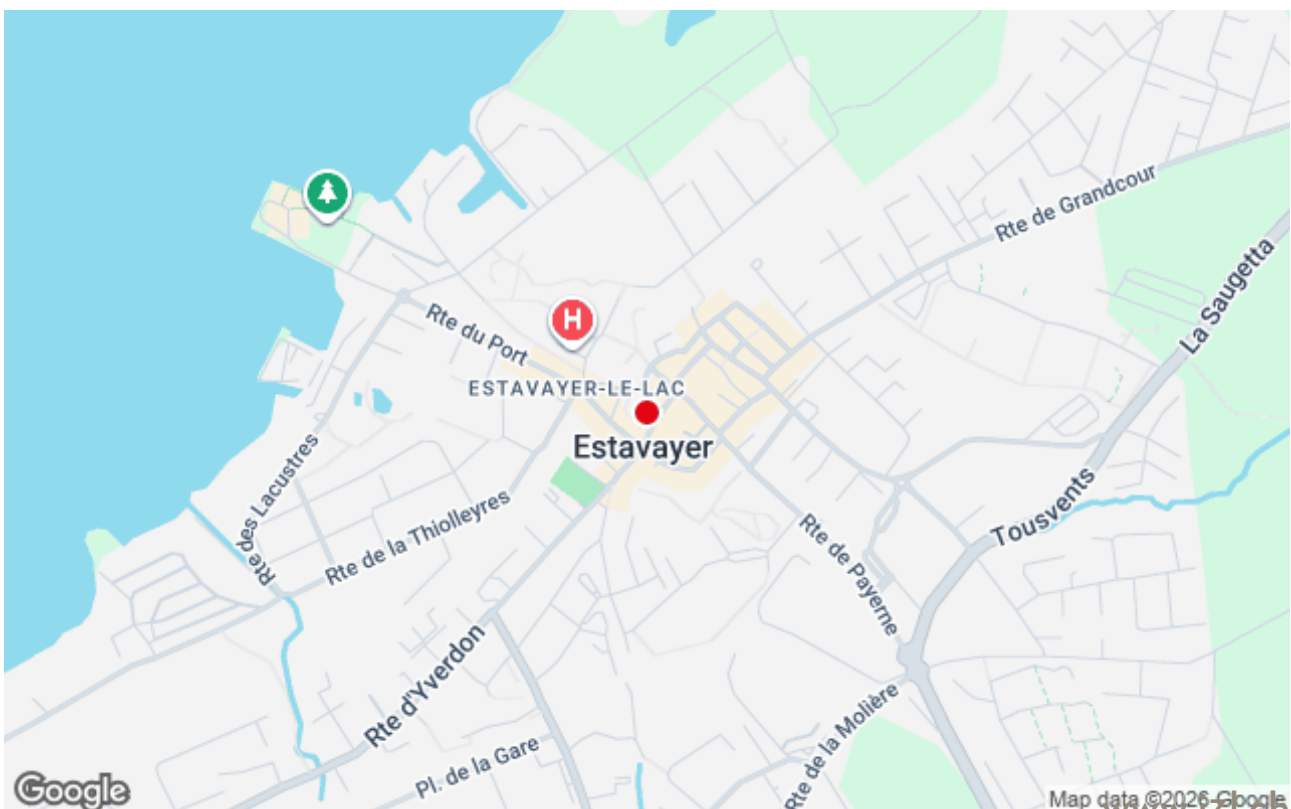 Rte de Grandcour
La Saugetta
H
Rte du Port
ESTAVAYER-LE-LAC
Estavayer
Rte des Lacustres
Rte de la Thiolleyres
Tousvents
Rte de Payerne
Rte d'Yverdon
Rte de la Molière
Pl. de la Gare
Google
Map data ©2026 Google